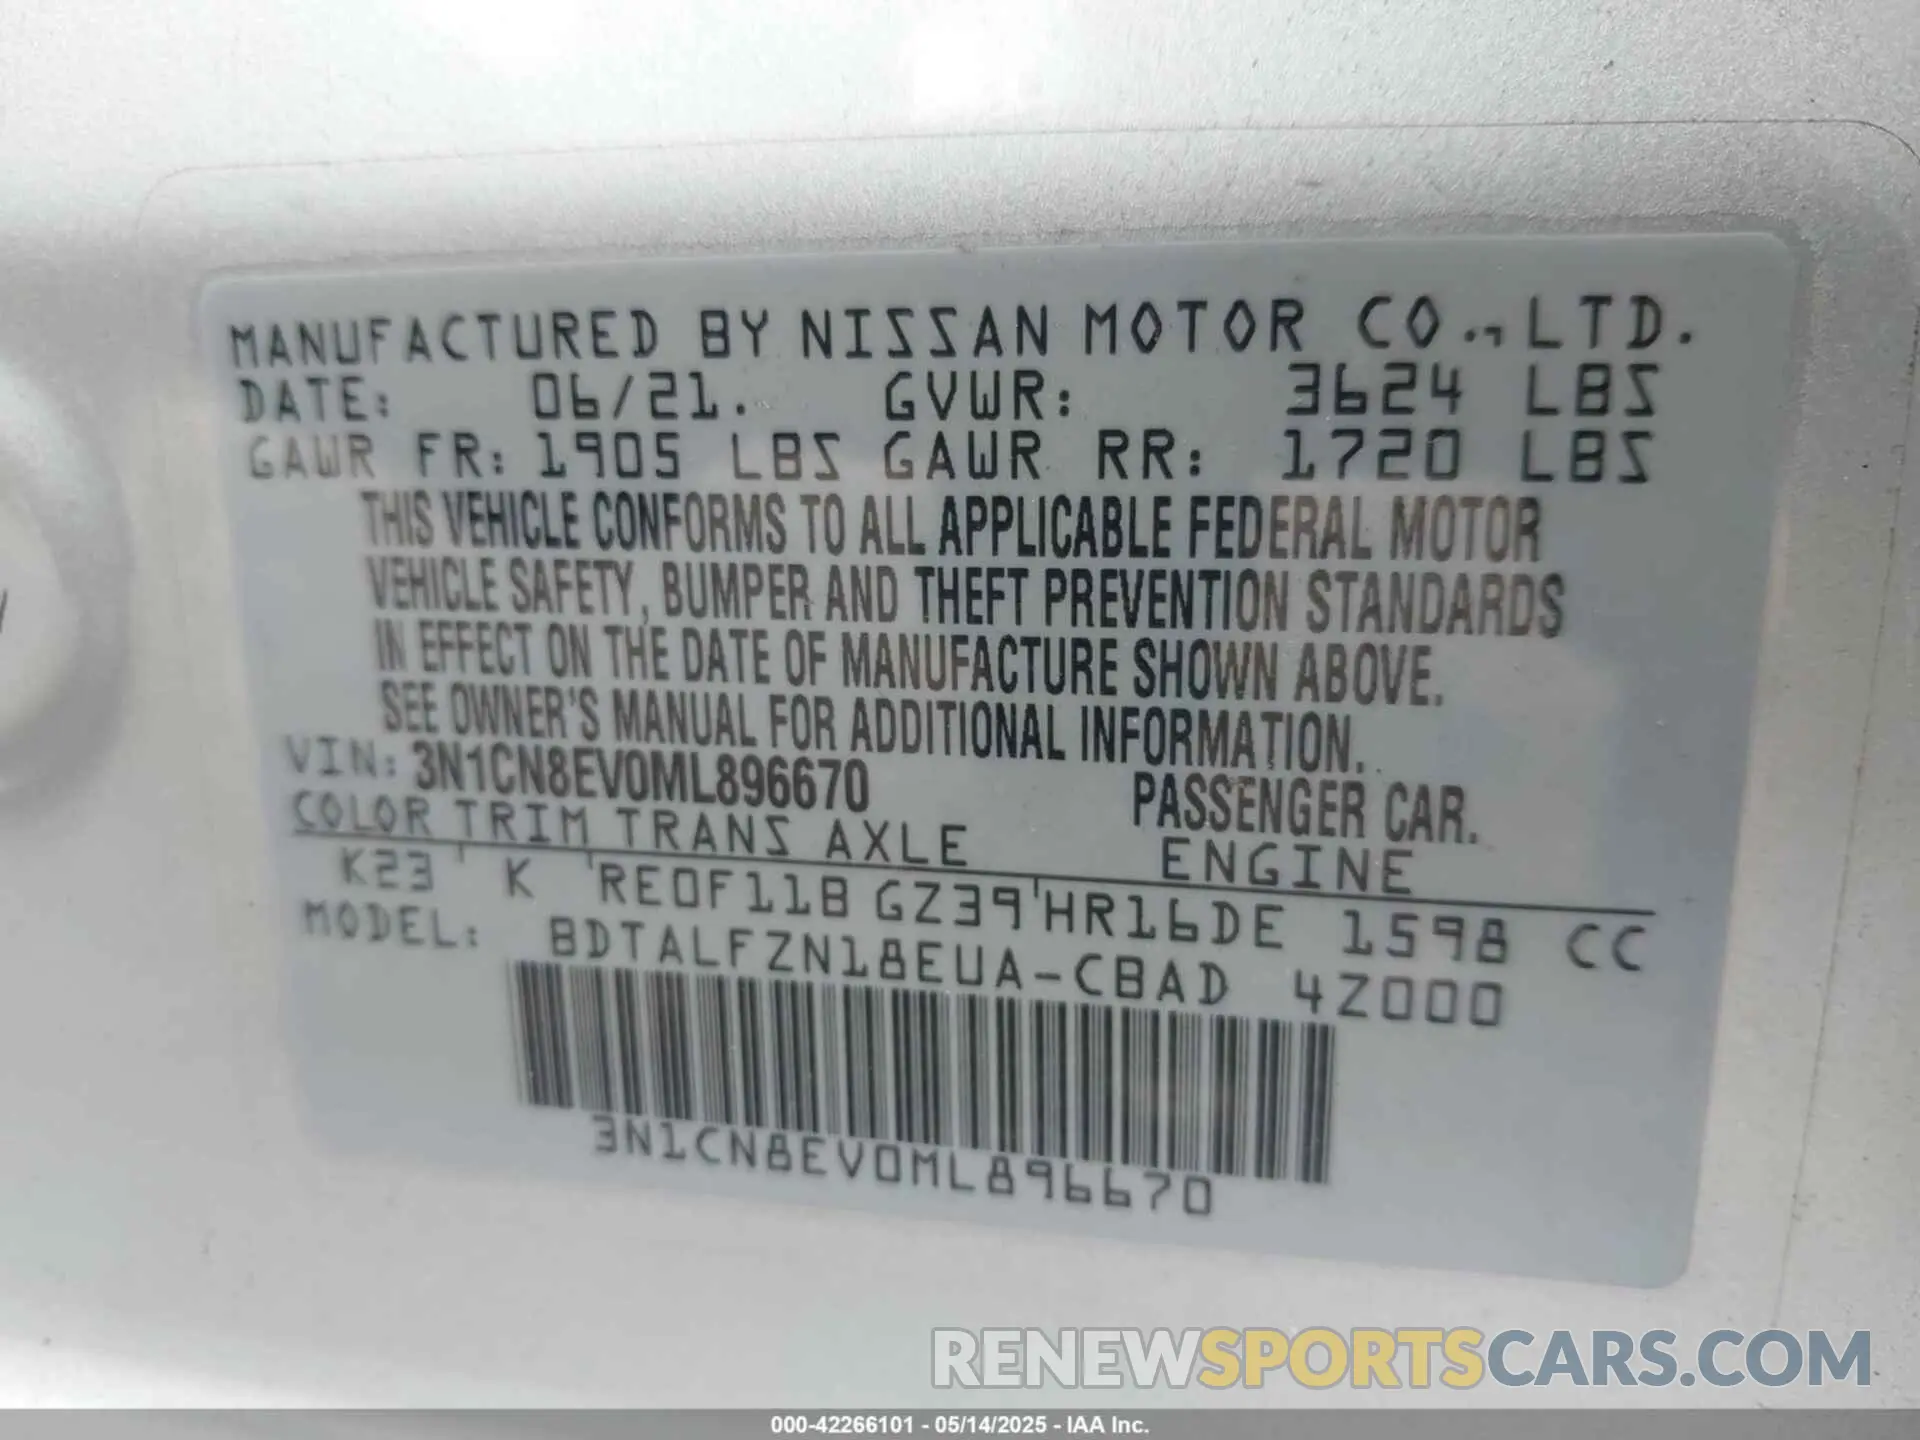 MANUFACTURED BY NISSAN MOTOR CO., LTD.
DATE: 06/21. GVWR: 3624 LBS
GAWR FR: 1905 LBS GAWR RR: 1720 LBS
THIS VEHICLE CONFORMS TO ALL APPLICABLE FEDERAL MOTOR
VEHICLE SAFETY, BUMPER AND THEFT PREVENTION STANDARDS
IN EFFECT ON THE DATE OF MANUFACTURE SHOWN ABOVE.
SEE OWNER'S MANUAL FOR ADDITIONAL INFORMATION.
VIN: 3N1CN8EV0ML896670 PASSENGER CAR.
COLOR TRIM TRANS AXLE ENGINE
K23 K RE0F11B GZ39 HR16DE 1598 CC
MODEL: BDTALFZN18EUA-CBAD 4Z000
3N1CN8EV0ML896670
RENEWSPORTSCARS.COM
000-42266101 - 05/14/2025 - IAA Inc.